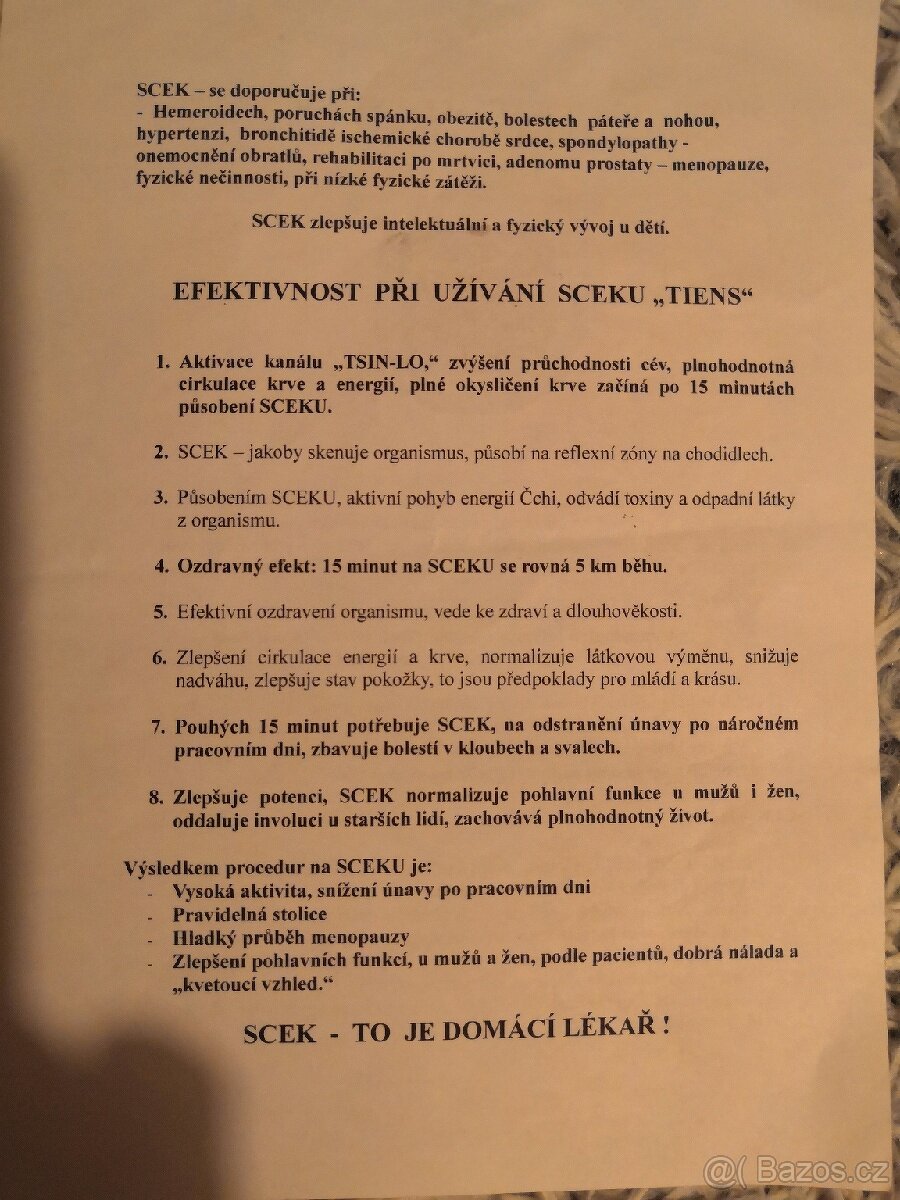 SCEK – se doporučuje při:
- Hemeroidech, poruchách spánku, obezitě, bolestech páteře a nohou,
hypertenzi, bronchitidě ischemické chorobě srdce, spondylopathy -
onemocnění obratlů, rehabilitaci po mrtvici, adenomu prostaty – menopauze,
fyzické nečinnosti, při nízké fyzické zátěži.
SCEK zlepšuje intelektuální a fyzický vývoj u dětí.
EFEKTIVNOST PŘI UŽÍVÁNÍ SCEKU „TIENS“
1. Aktivace kanálu „TSIN-LO,“ zvýšení průchodnosti cév, plnohodnotná
cirkulace krve a energií, plné okysličení krve začíná po 15 minutách
působení SCEKU.
2. SCEK – jakoby skenuje organismus, působí na reflexní zóny na chodidlech.
3. Působením SCEKU, aktivní pohyb energií Čchi, odvádí toxiny a odpadní látky
z organismu.
4. Ozdravný efekt: 15 minut na SCEKU se rovná 5 km běhu.
5. Efektivní ozdravení organismu, vede ke zdraví a dlouhověkosti.
6. Zlepšení cirkulace energií a krve, normalizuje látkovou výměnu, snižuje
nadváhu, zlepšuje stav pokožky, to jsou předpoklady pro mládí a krásu.
7. Pouhých 15 minut potřebuje SCEK, na odstranění únavy po náročném
pracovním dni, zbavuje bolestí v kloubech a svalech.
8. Zlepšuje potenci, SCEK normalizuje pohlavní funkce u mužů i žen,
oddaluje involuci u starších lidí, zachovává plnohodnotný život.
Výsledkem procedur na SCEKU je:
- Vysoká aktivita, snížení únavy po pracovním dni
- Pravidelná stolice
- Hladký průběh menopauzy
- Zlepšení pohlavních funkcí, u mužů a žen, podle pacientů, dobrá nálada a
„kvetoucí vzhled.“
SCEK - TO JE DOMÁCÍ LÉKAŘ !
@( Bazos.cz